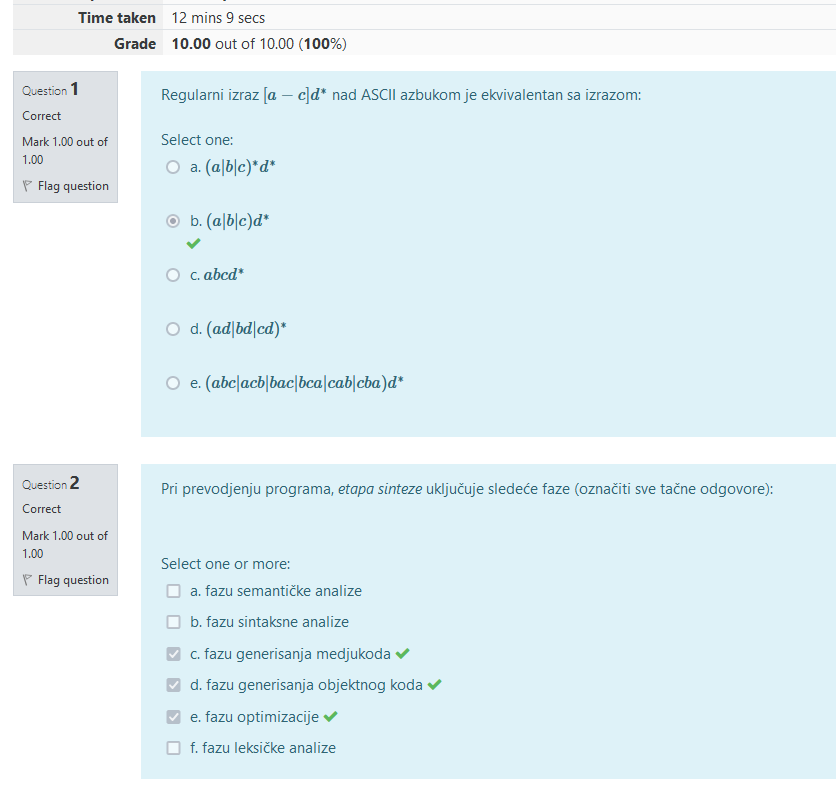 Time taken 12 mins 9 secs
Grade 10.00 out of 10.00 (100%)
Question 1
Correct
Mark 1.00 out of
1.00
Flag question
Regularni izraz [a − c]d* nad ASCII azbukom je ekvivalentan sa izrazom:
Select one:
a. (a|b|c)*d*
b. (a|b|c)d*
c. abcd*
d. (ad|bd|cd)*
e. (abc|acb|bac|bca|cab|cba)d*
Question 2
Correct
Mark 1.00 out of
1.00
Flag question
Pri prevodjenju programa, etapa sinteze uključuje sledeće faze (označiti sve tačne odgovore):
Select one or more:
a. fazu semantičke analize
b. fazu sintaksne analize
c. fazu generisanja medjukoda
d. fazu generisanja objektnog koda
e. fazu optimizacije
f. fazu leksičke analize